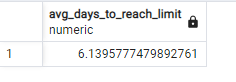 avg_days_to_reach_limit
numeric
1 6.1395777479892761